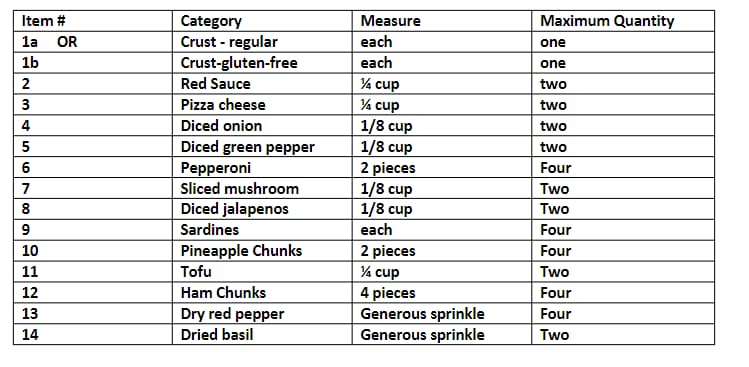 Item # Category Measure Maximum Quantity
1a OR Crust - regular each one
1b Crust-gluten-free each one
2 Red Sauce ¼ cup two
3 Pizza cheese ¼ cup two
4 Diced onion 1/8 cup two
5 Diced green pepper 1/8 cup two
6 Pepperoni 2 pieces Four
7 Sliced mushroom 1/8 cup Two
8 Diced jalapenos 1/8 cup Two
9 Sardines each Four
10 Pineapple Chunks 2 pieces Four
11 Tofu ¼ cup Two
12 Ham Chunks 4 pieces Four
13 Dry red pepper Generous sprinkle Four
14 Dried basil Generous sprinkle Two